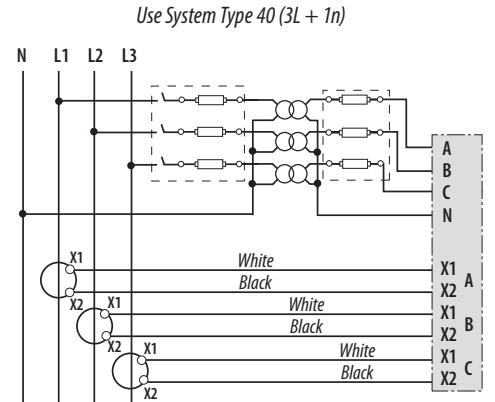 Use System Type 40 (3L + 1n)
N L1 L2 L3
A
B
C
N
X1 White X1
Black X2 A
X2 X1 White X1
Black X2 B
X2 X1 White X1
Black X2 C
X2